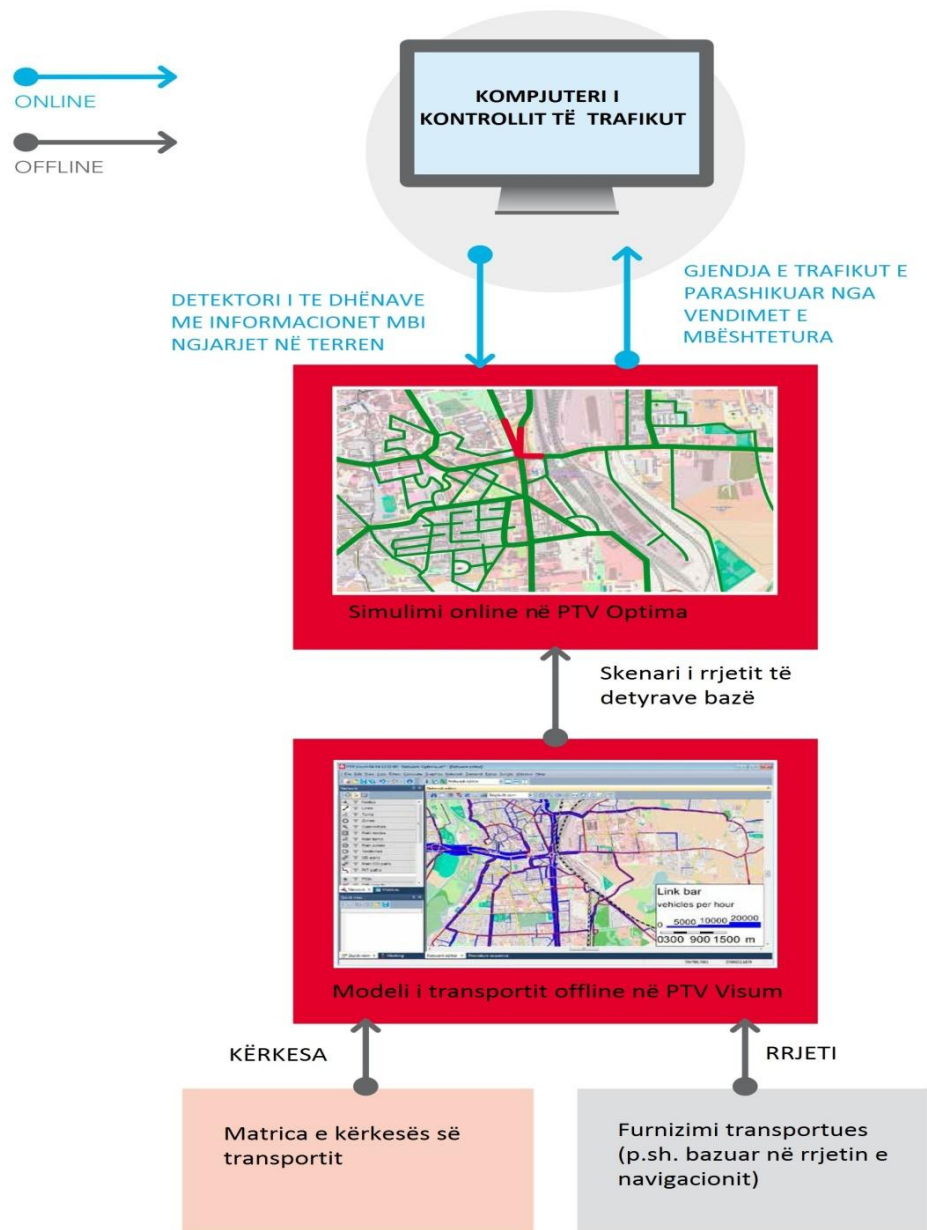 ONLINE
OFFLINE
KOMPJUTERI I
KONTROLLIT TË TRAFIKUT
DETEKTORI I TE DHËNAVE
ME INFORMACIONET MBI
NGJARJET NË TERREN
GJENDJA E TRAFIKUT E
PARASHIKUAR NGA
VENDIMET E
MBËSHTETURA
Simulimi online në PTV Optima
Skenari i rrjetit të
detyrave bazë
Link bar
vehicles per hour
0 5000 10000 20000
0300 900 1500 m
Modeli i transportit offline në PTV Visum
KËRKESA
RRJETI
Matrica e kërkesës së
transportit
Furnizimi transportues
(p.sh. bazuar në rrjetin e
navigacionit)